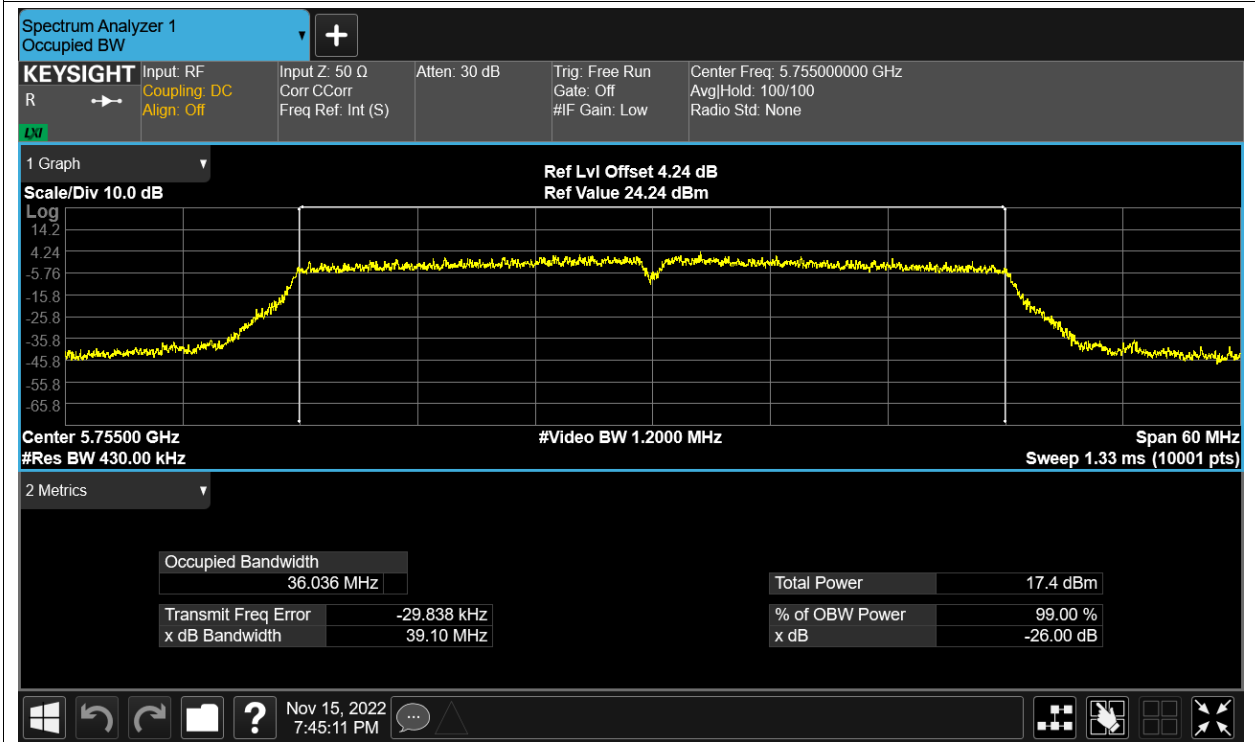 Spectrum Analyzer 1
Occupied BW
KEYSIGHT Input: RF Input Z: 50 Ω Atten: 30 dB Trig: Free Run Center Freq: 5.755000000 GHz
R Coupling: DC Corr CCorr Gate: Off Avg|Hold: 100/100
Align: Off Freq Ref: Int (S) #IF Gain: Low Radio Std: None
LXI
1 Graph
Ref Lvl Offset 4.24 dB
Scale/Div 10.0 dB Ref Value 24.24 dBm
Log
14.2
4.24
-5.76
-15.8
-25.8
-35.8
-45.8
-55.8
-65.8
Center 5.75500 GHz #Video BW 1.2000 MHz Span 60 MHz
#Res BW 430.00 kHz Sweep 1.33 ms (10001 pts)
2 Metrics
Occupied Bandwidth
36.036 MHz Total Power 17.4 dBm
Transmit Freq Error -29.838 kHz % of OBW Power 99.00 %
x dB Bandwidth 39.10 MHz x dB -26.00 dB
? Nov 15, 2022
7:45:11 PM